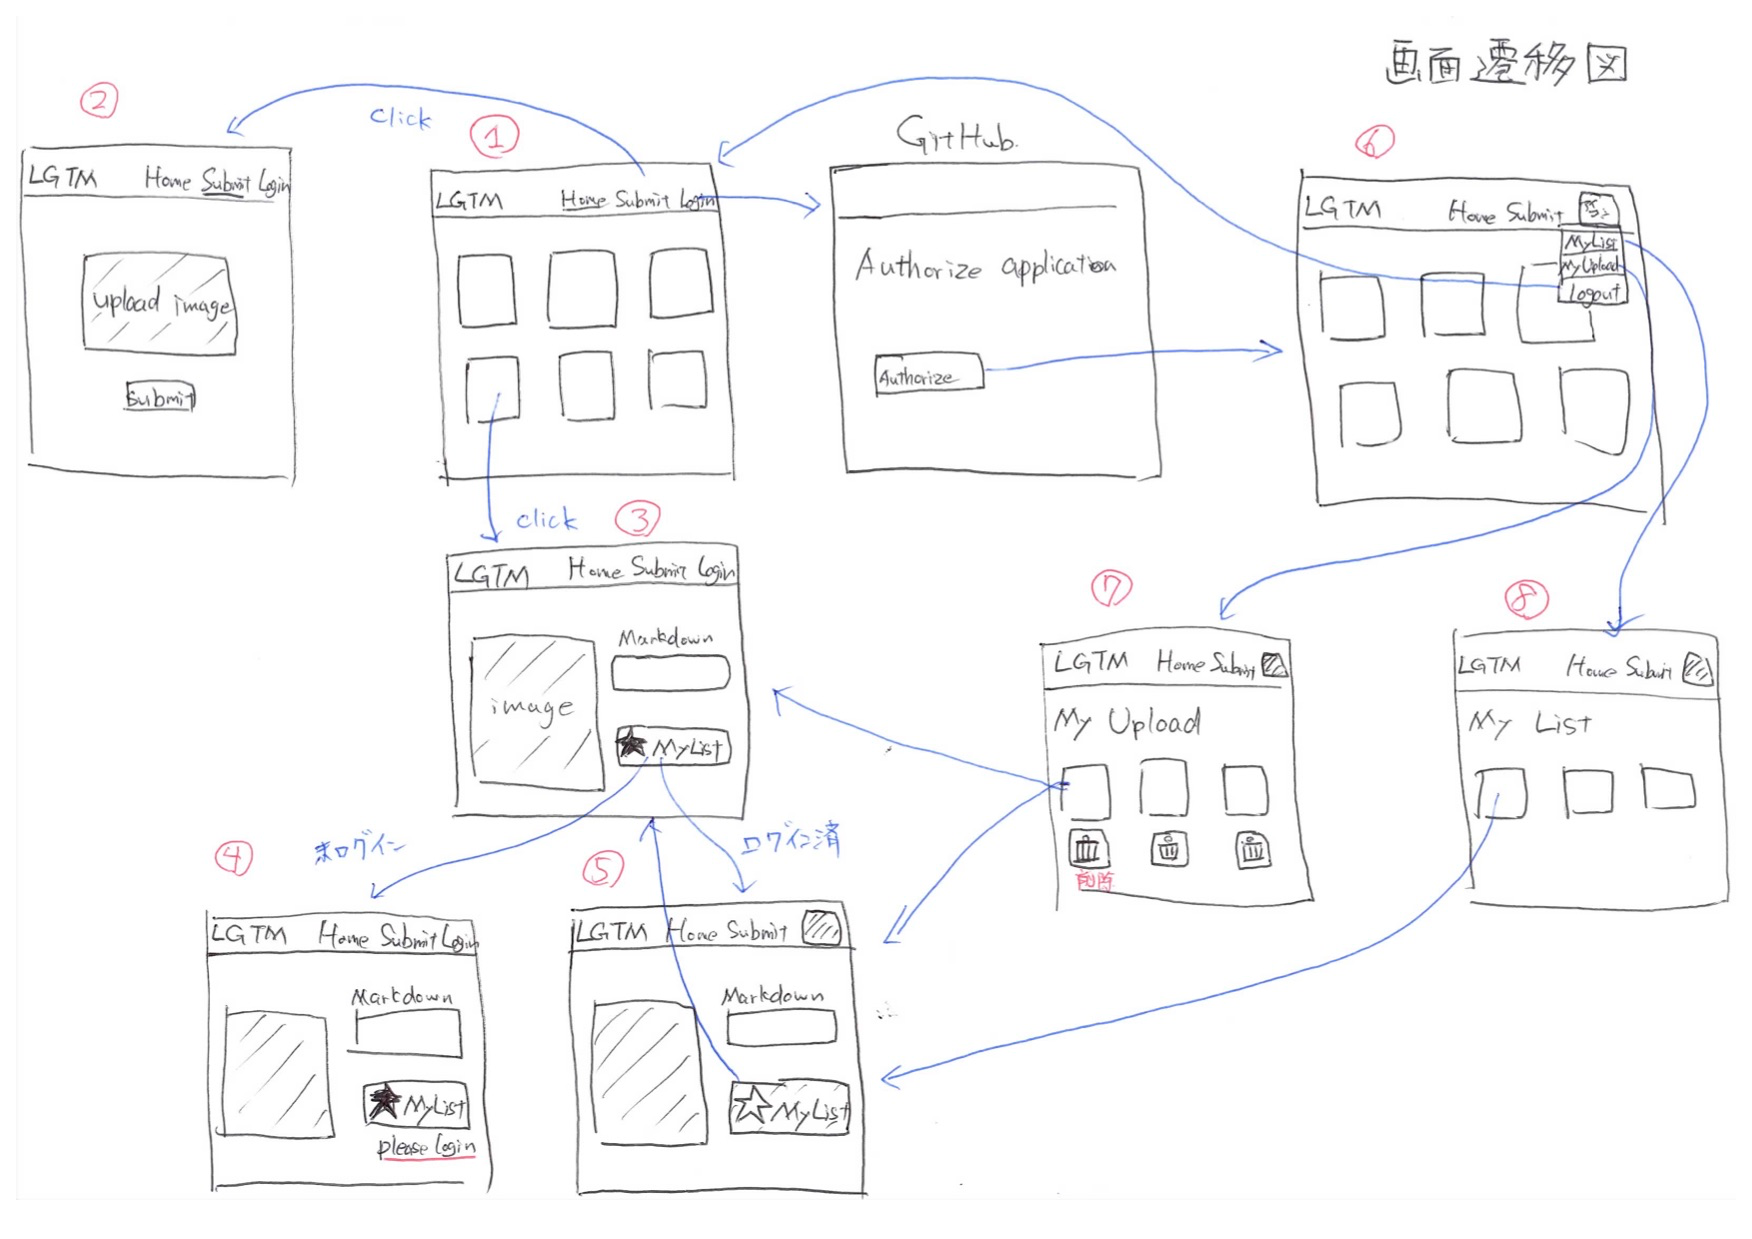 画面遷移図
②
click
①
GitHub
⑥
LGTM Home Submit Login
upload image
Submit
LGTM Home Submit Login
Authorize application
Authorize
LGTM Home Submit
MyList
MyUpload
Logout
click
③
LGTM Home Submit Login
Markdown
image
★ MyList
⑦
LGTM Home Submit
My Upload
削除
⑧
LGTM Home Submit
My List
④
未ログイン
LGTM Home Submit Login
Markdown
★ MyList
please login
⑤
ログイン済
LGTM Home Submit
Markdown
☆ MyList